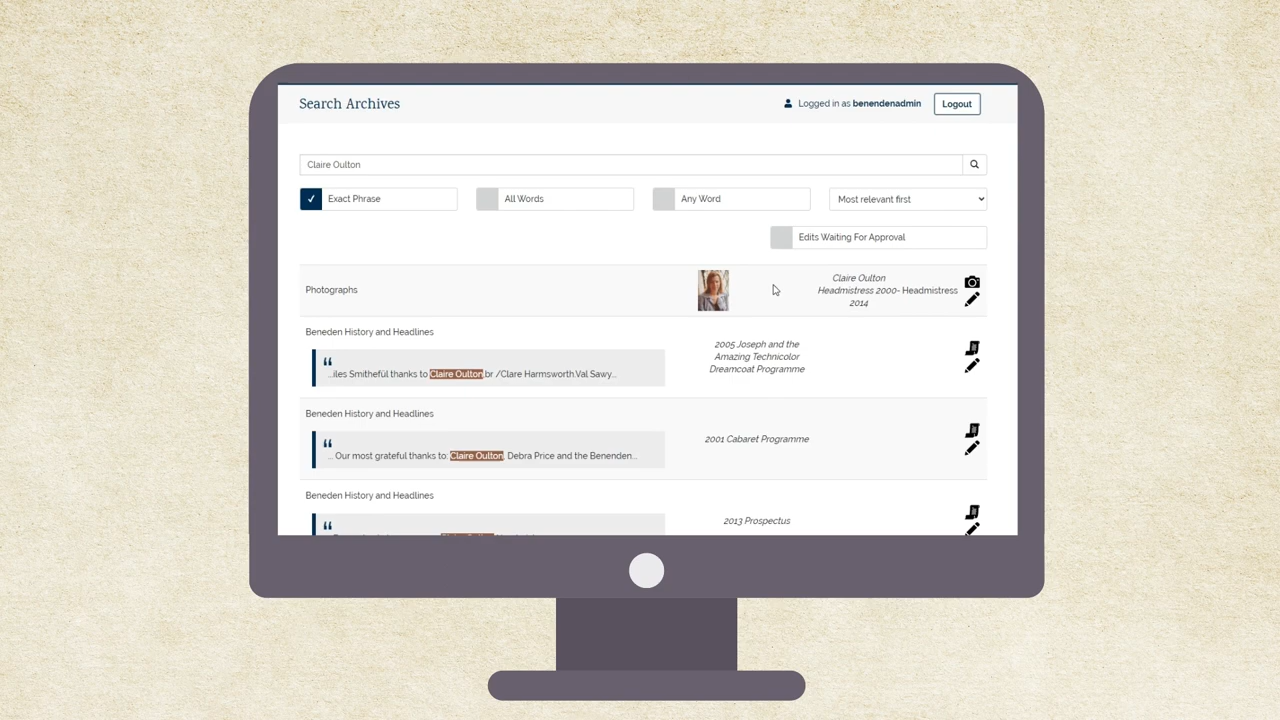 Search Archives
Logged in as benendenadmin
Logout
Claire Oulton
Exact Phrase
All Words
Any Word
Most relevant first
Edits Waiting For Approval
Photographs
Claire Oulton
Headmistress 2000- Headmistress
2014
Beneden History and Headlines
2005 Joseph and the
Amazing Technicolor
Dreamcoat Programme
“
...iles Smitheful thanks to Claire Oulton br /Clare Harmsworth.Val Sawy...
Beneden History and Headlines
2001 Cabaret Programme
“
... Our most grateful thanks to: Claire Oulton, Debra Price and the Benenden...
Beneden History and Headlines
2013 Prospectus
“